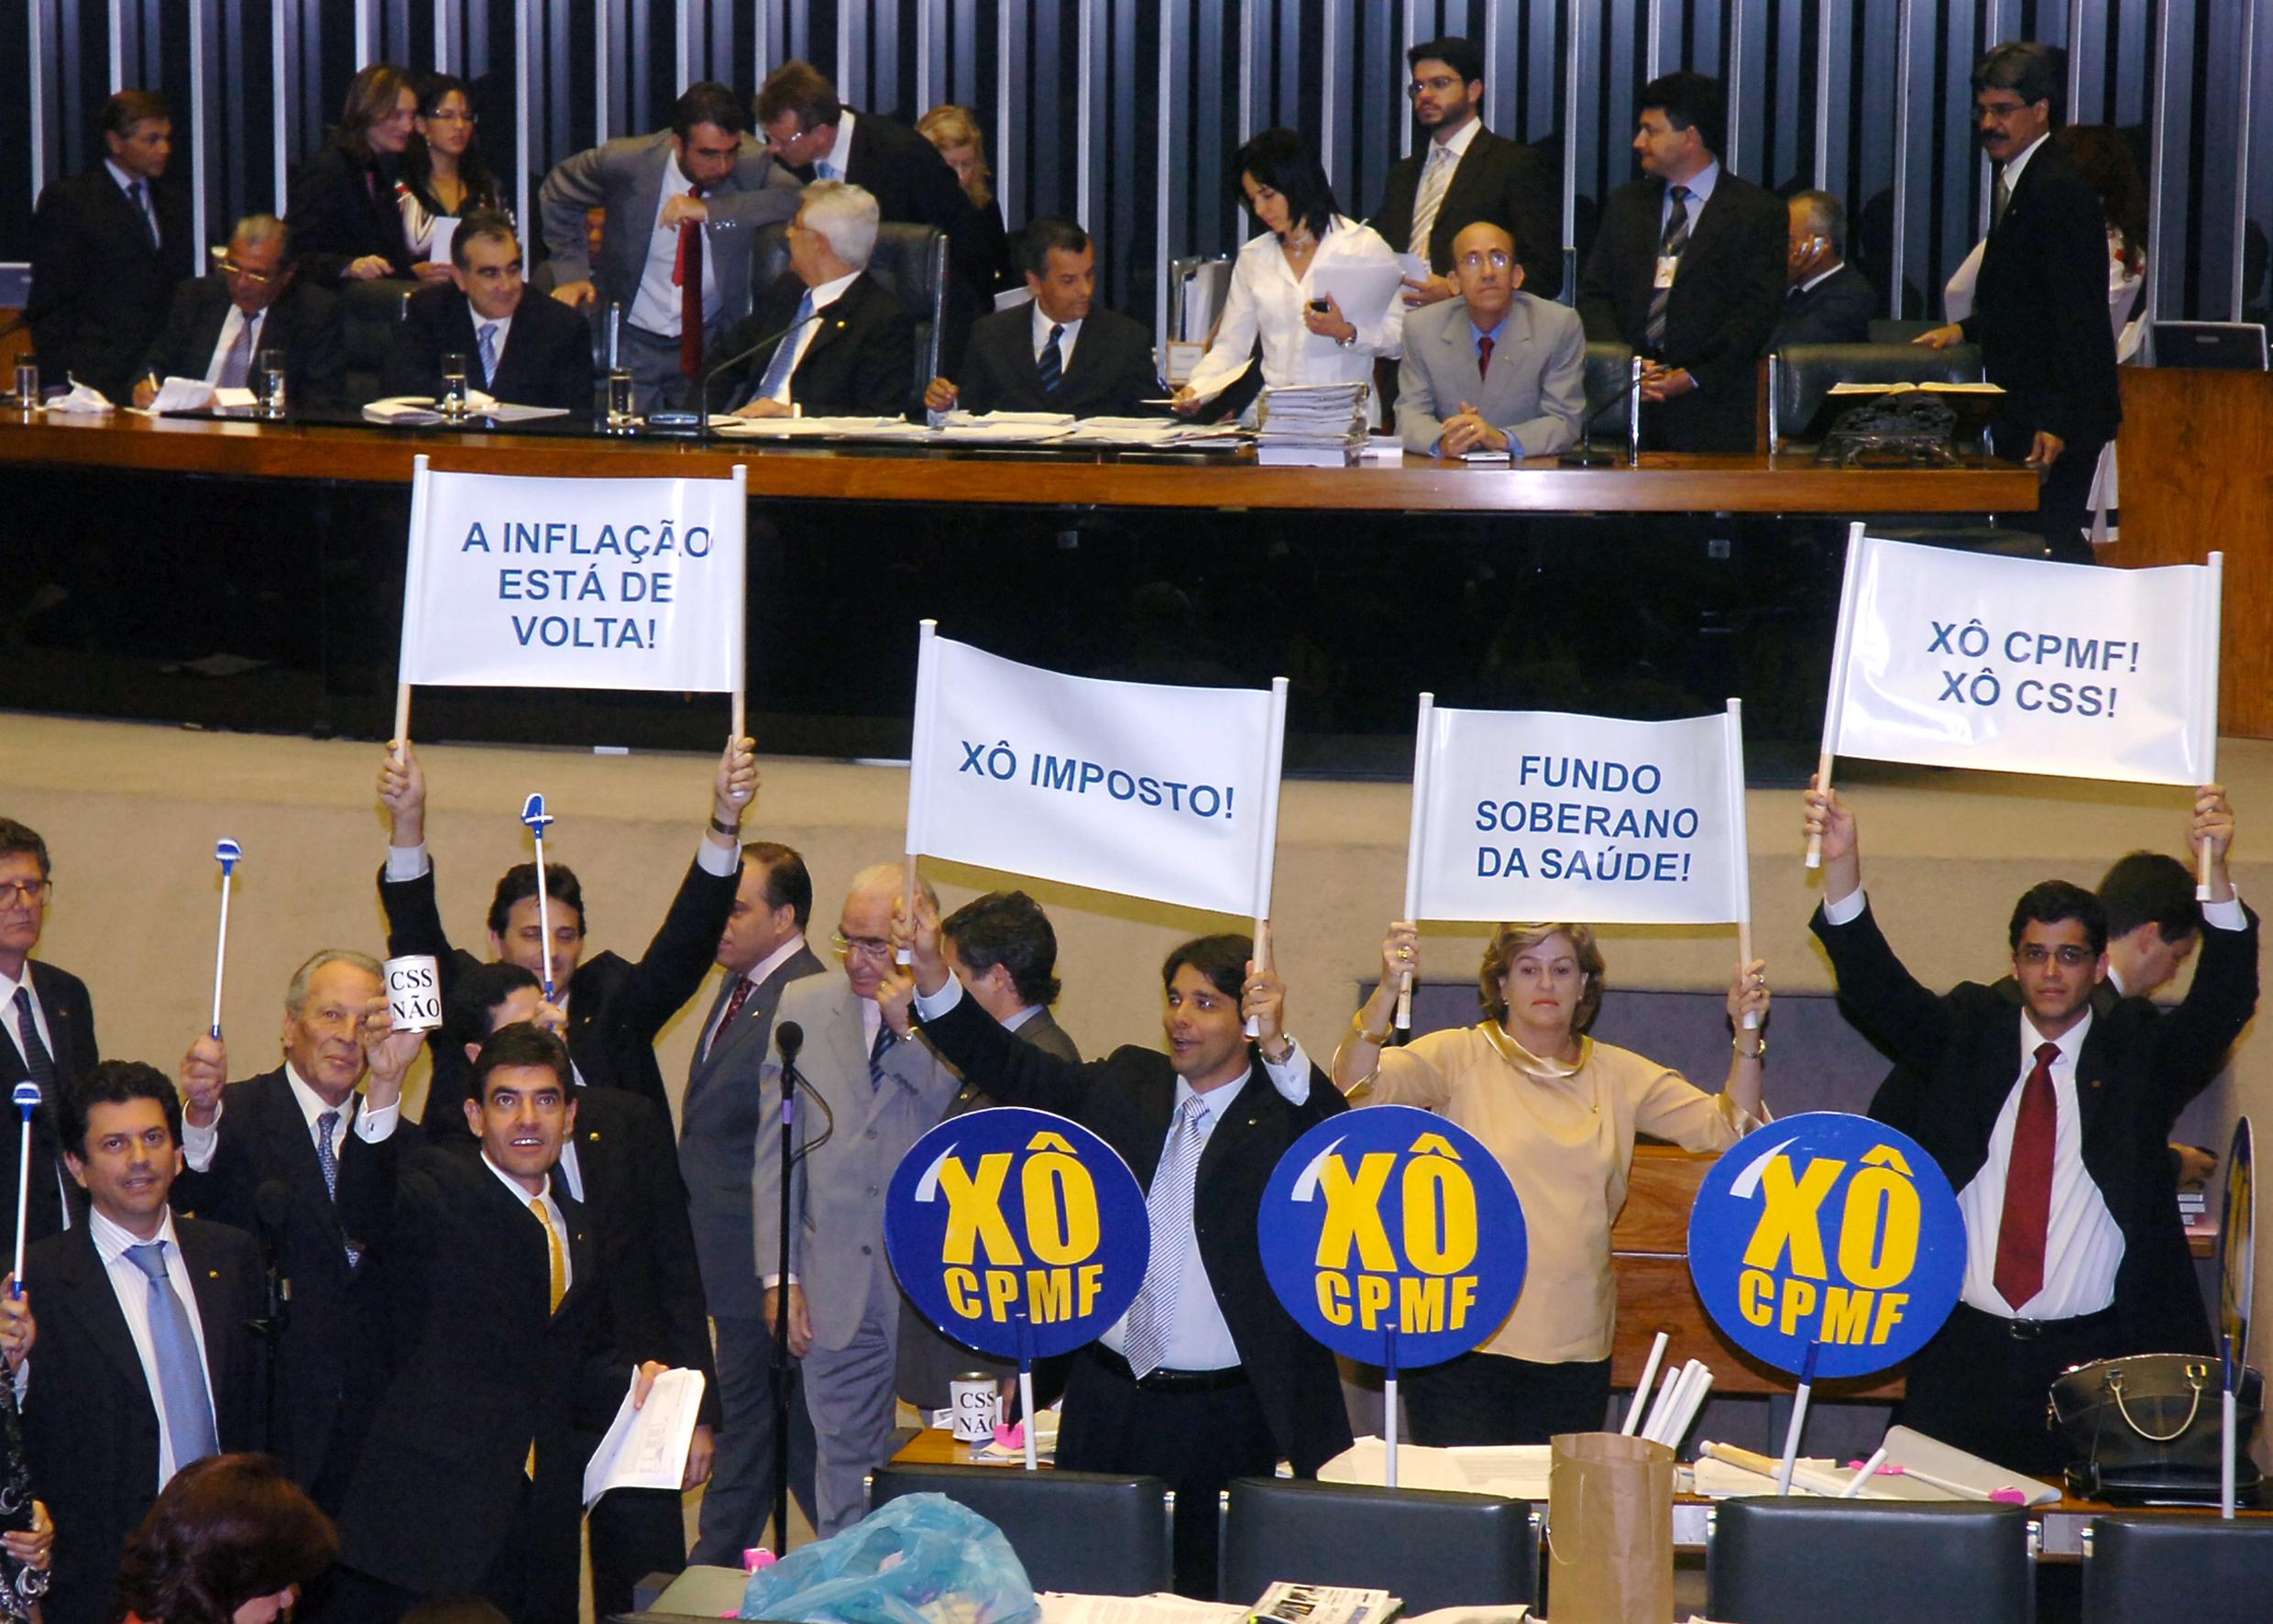 A INFLAÇÃO
ESTÁ DE
VOLTA!
XÔ IMPOSTO!
FUNDO
SOBERANO
DA SAÚDE!
XÔ CPMF!
XÔ CSS!
CSS
NÃO
XÔ
CPMF
XÔ
CPMF
XÔ
CPMF
CSS
NÃO